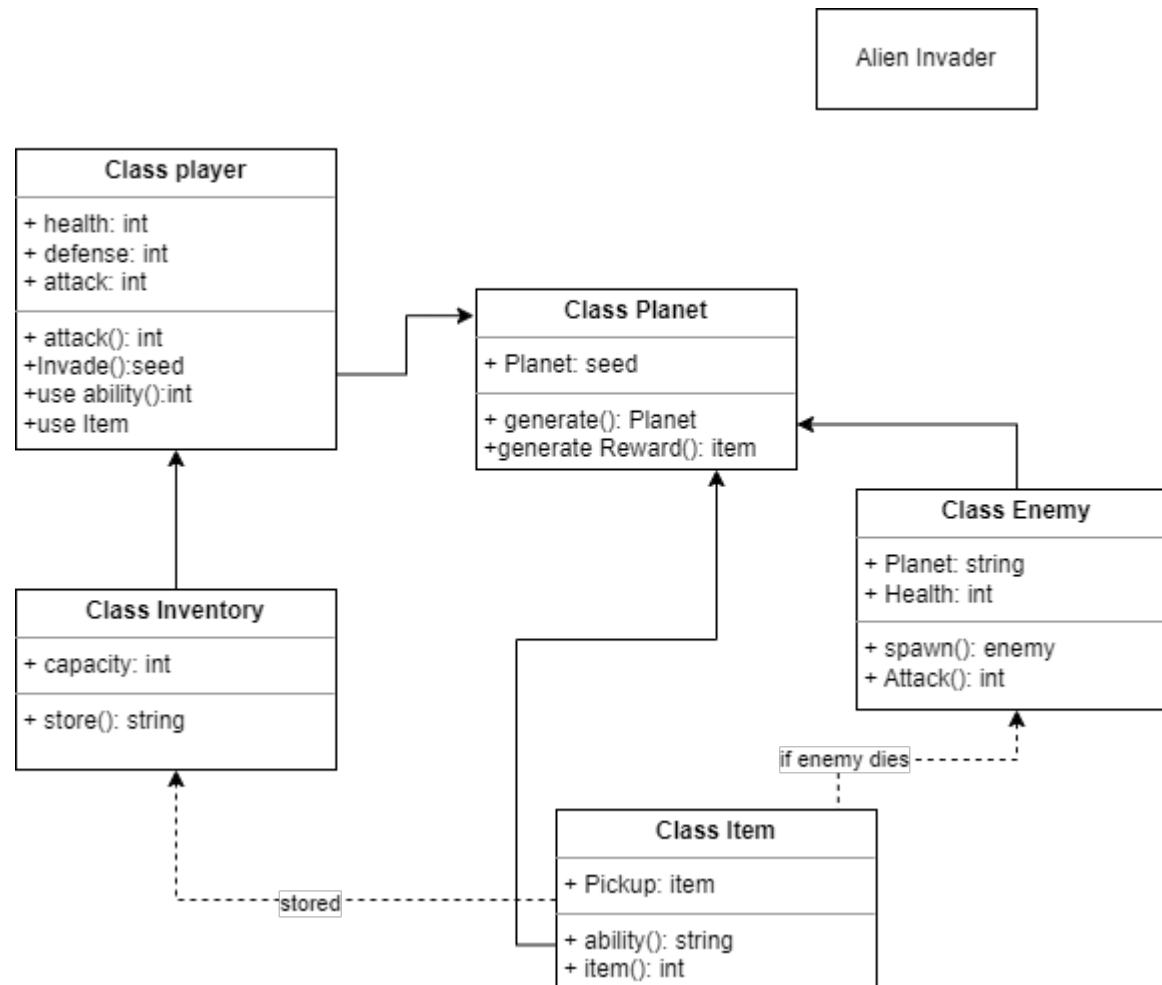 Alien Invader
Class player
+ health: int
+ defense: int
+ attack: int
+ attack(): int
+Invade():seed
+use ability():int
+use Item
Class Planet
+ Planet: seed
+ generate(): Planet
+generate Reward(): item
Class Enemy
+ Planet: string
+ Health: int
+ spawn(): enemy
+ Attack(): int
Class Inventory
+ capacity: int
+ store(): string
if enemy dies
Class Item
+ Pickup: item
+ ability(): string
+ item(): int
stored